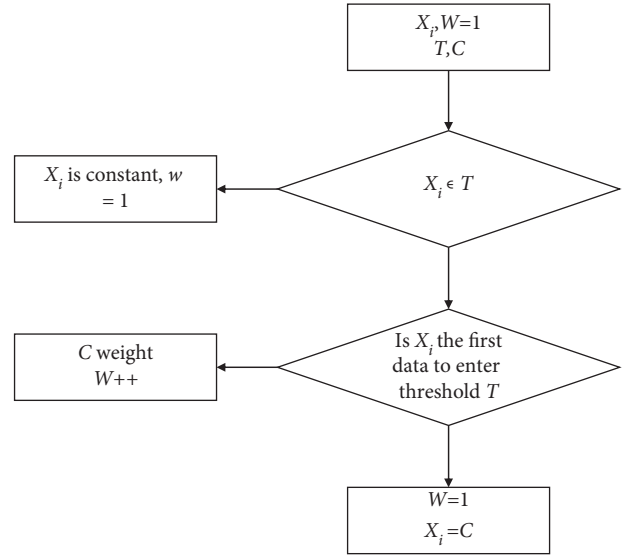 Xᵢ,W=1
T,C
Xᵢ ϵ T
Xᵢ is constant, w
= 1
Is Xᵢ the first
data to enter
threshold T
C weight
W++
W=1
Xᵢ=C